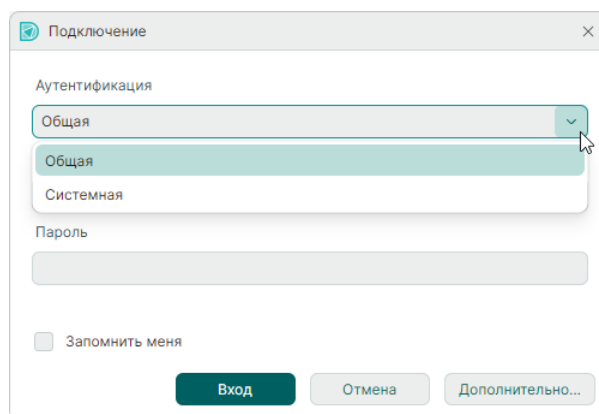 Подключение
Аутентификация
Общая
Общая
Системная
Пароль
Запомнить меня
Вход
Отмена
Дополнительно...